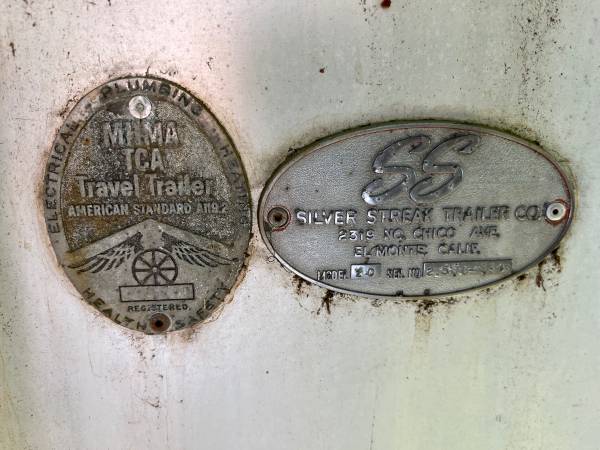 ELECTRICAL - PLUMBING - HEATING
MHMA
TCA
Travel Trailer
AMERICAN STANDARD A119.2
REGISTERED
HEALTH SAFETY
SS
SILVER STREAK TRAILER CO.
2319 NO. CHICO AVE.
EL MONTE CALIF.
MODEL SER. NO.